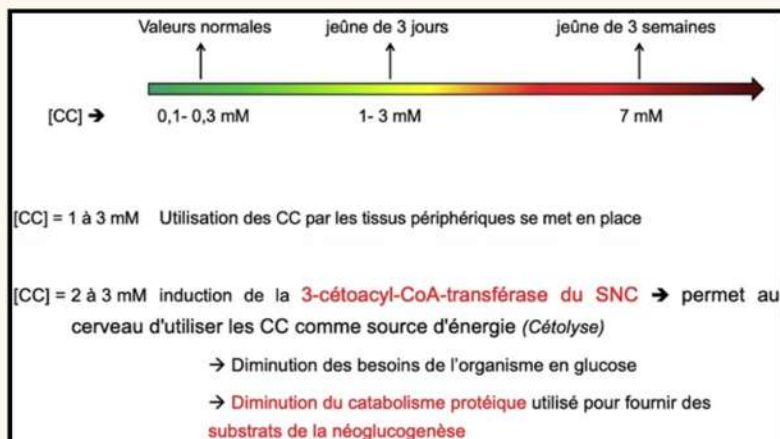 Valeurs normales jeûne de 3 jours jeûne de 3 semaines
[CC] ➔ 0,1- 0,3 mM 1- 3 mM 7 mM
[CC] = 1 à 3 mM Utilisation des CC par les tissus périphériques se met en place
[CC] = 2 à 3 mM induction de la 3-cétoacyl-CoA-transférase du SNC ➔ permet au
cerveau d'utiliser les CC comme source d'énergie (Cétolyse)
→ Diminution des besoins de l'organisme en glucose
→ Diminution du catabolisme protéique utilisé pour fournir des
substrats de la néoglucogenèse